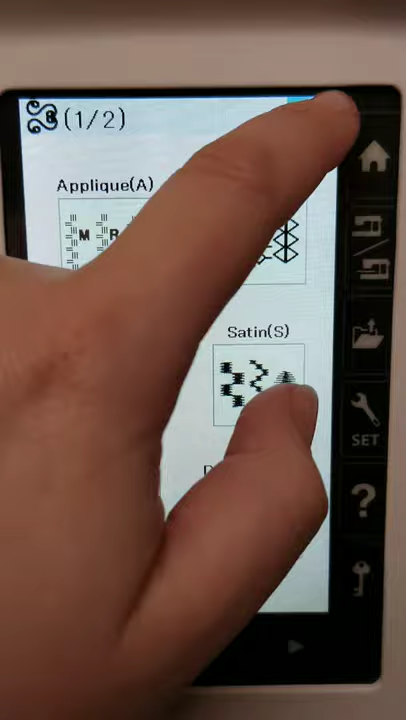 (1/2)
Applique(A)
M R
Satin(S)
SET
?